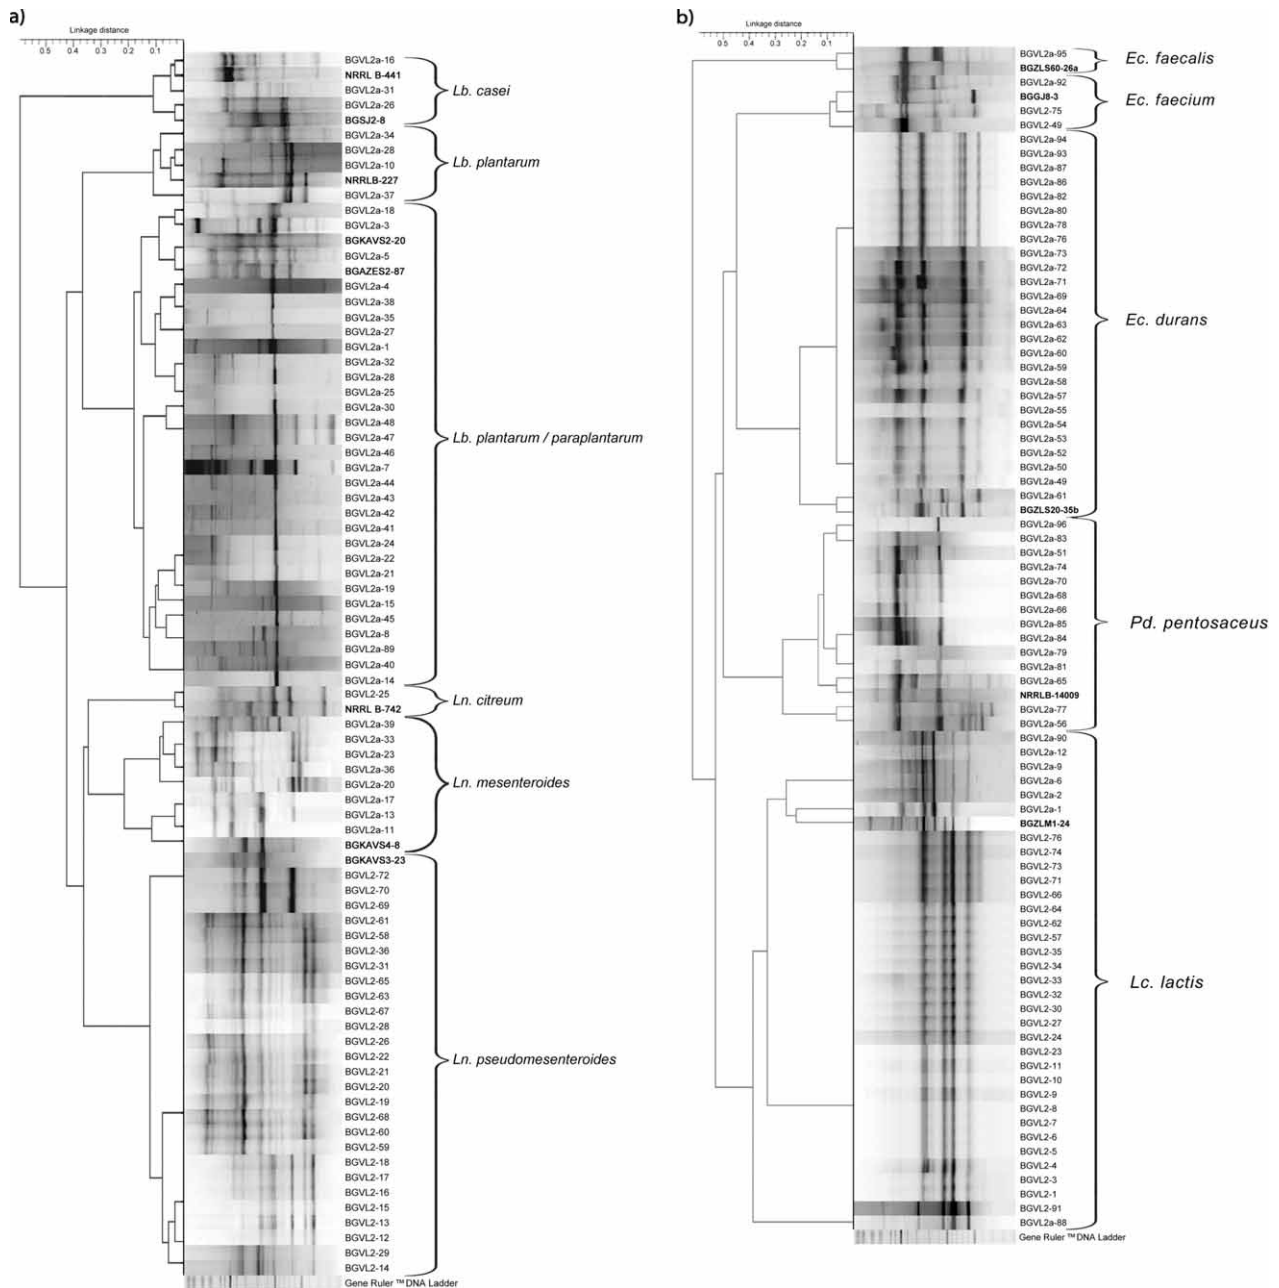 a)
Linkage distance
0.5 0.4 0.3 0.2 0.1
BGVL2a-16
NRRL B-441
BGVL2a-31
BGVL2a-26
BGSJ2-8
Lb. casei
BGVL2a-34
BGVL2a-28
BGVL2a-10
NRRLB-227
BGVL2a-37
Lb. plantarum
BGVL2a-18
BGVL2a-3
BGKAVS2-20
BGVL2a-5
BGAZES2-87
BGVL2a-4
BGVL2a-38
BGVL2a-35
BGVL2a-27
BGVL2a-1
BGVL2a-32
BGVL2a-28
BGVL2a-25
BGVL2a-30
BGVL2a-48
BGVL2a-47
BGVL2a-46
BGVL2a-7
BGVL2a-44
BGVL2a-43
BGVL2a-42
BGVL2a-41
BGVL2a-24
BGVL2a-22
BGVL2a-21
BGVL2a-19
BGVL2a-15
BGVL2a-45
BGVL2a-8
BGVL2a-89
BGVL2a-40
BGVL2a-14
Lb. plantarum / paraplantarum
BGVL2-25
NRRL B-742
Ln. citreum
BGVL2a-39
BGVL2a-33
BGVL2a-23
BGVL2a-36
BGVL2a-20
BGVL2a-17
BGVL2a-13
BGVL2a-11
BGKAVS4-8
Ln. mesenteroides
BGKAVS3-23
BGVL2-72
BGVL2-70
BGVL2-69
BGVL2-61
BGVL2-58
BGVL2-36
BGVL2-31
BGVL2-65
BGVL2-63
BGVL2-67
BGVL2-28
BGVL2-26
BGVL2-22
BGVL2-21
BGVL2-20
BGVL2-19
BGVL2-68
BGVL2-60
BGVL2-59
BGVL2-18
BGVL2-17
BGVL2-16
BGVL2-15
BGVL2-13
BGVL2-12
BGVL2-29
BGVL2-14
Ln. pseudomesenteroides
Gene Ruler ™ DNA Ladder
b)
Linkage distance
0.5 0.4 0.3 0.2 0.1
BGVL2a-95
BGZLS60-26a
Ec. faecalis
BGVL2a-92
BGGJ8-3
BGVL2-75
BGVL2-49
Ec. faecium
BGVL2a-94
BGVL2a-93
BGVL2a-87
BGVL2a-86
BGVL2a-82
BGVL2a-80
BGVL2a-78
BGVL2a-76
BGVL2a-73
BGVL2a-72
BGVL2a-71
BGVL2a-69
BGVL2a-64
BGVL2a-63
BGVL2a-62
BGVL2a-60
BGVL2a-59
BGVL2a-58
BGVL2a-57
BGVL2a-55
BGVL2a-54
BGVL2a-53
BGVL2a-52
BGVL2a-50
BGVL2a-49
BGVL2a-61
BGZLS20-35b
Ec. durans
BGVL2a-96
BGVL2a-83
BGVL2a-51
BGVL2a-74
BGVL2a-70
BGVL2a-68
BGVL2a-66
BGVL2a-85
BGVL2a-84
BGVL2a-79
BGVL2a-81
BGVL2a-65
NRRLB-14009
BGVL2a-77
BGVL2a-56
Pd. pentosaceus
BGVL2a-90
BGVL2a-12
BGVL2a-9
BGVL2a-6
BGVL2a-2
BGVL2a-1
BGZLM1-24
BGVL2-76
BGVL2-74
BGVL2-73
BGVL2-71
BGVL2-66
BGVL2-64
BGVL2-62
BGVL2-57
BGVL2-35
BGVL2-34
BGVL2-33
BGVL2-32
BGVL2-30
BGVL2-27
BGVL2-24
BGVL2-23
BGVL2-11
BGVL2-10
BGVL2-9
BGVL2-8
BGVL2-7
BGVL2-6
BGVL2-5
BGVL2-4
BGVL2-3
BGVL2-1
BGVL2-91
BGVL2a-88
Lc. lactis
Gene Ruler ™ DNA Ladder